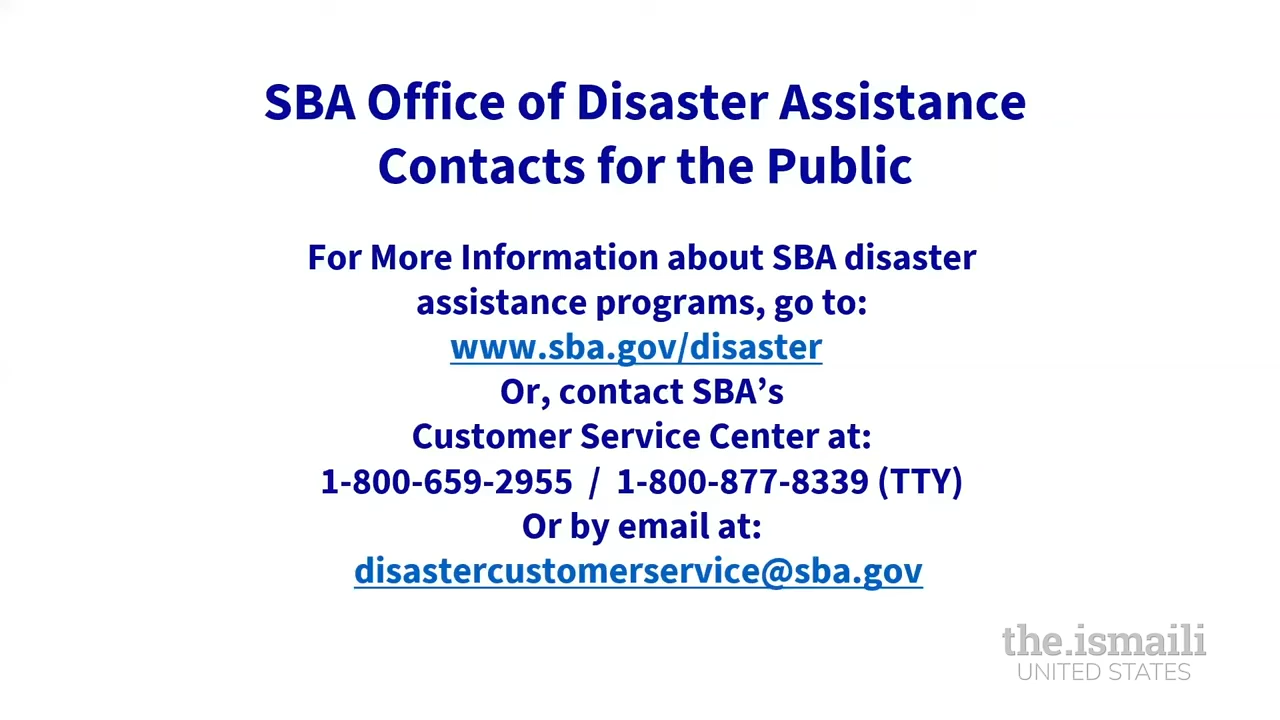 SBA Office of Disaster Assistance
Contacts for the Public
For More Information about SBA disaster
assistance programs, go to:
www.sba.gov/disaster
Or, contact SBA’s
Customer Service Center at:
1-800-659-2955 / 1-800-877-8339 (TTY)
Or by email at:
disastercustomerservice@sba.gov
the.ismaili
UNITED STATES